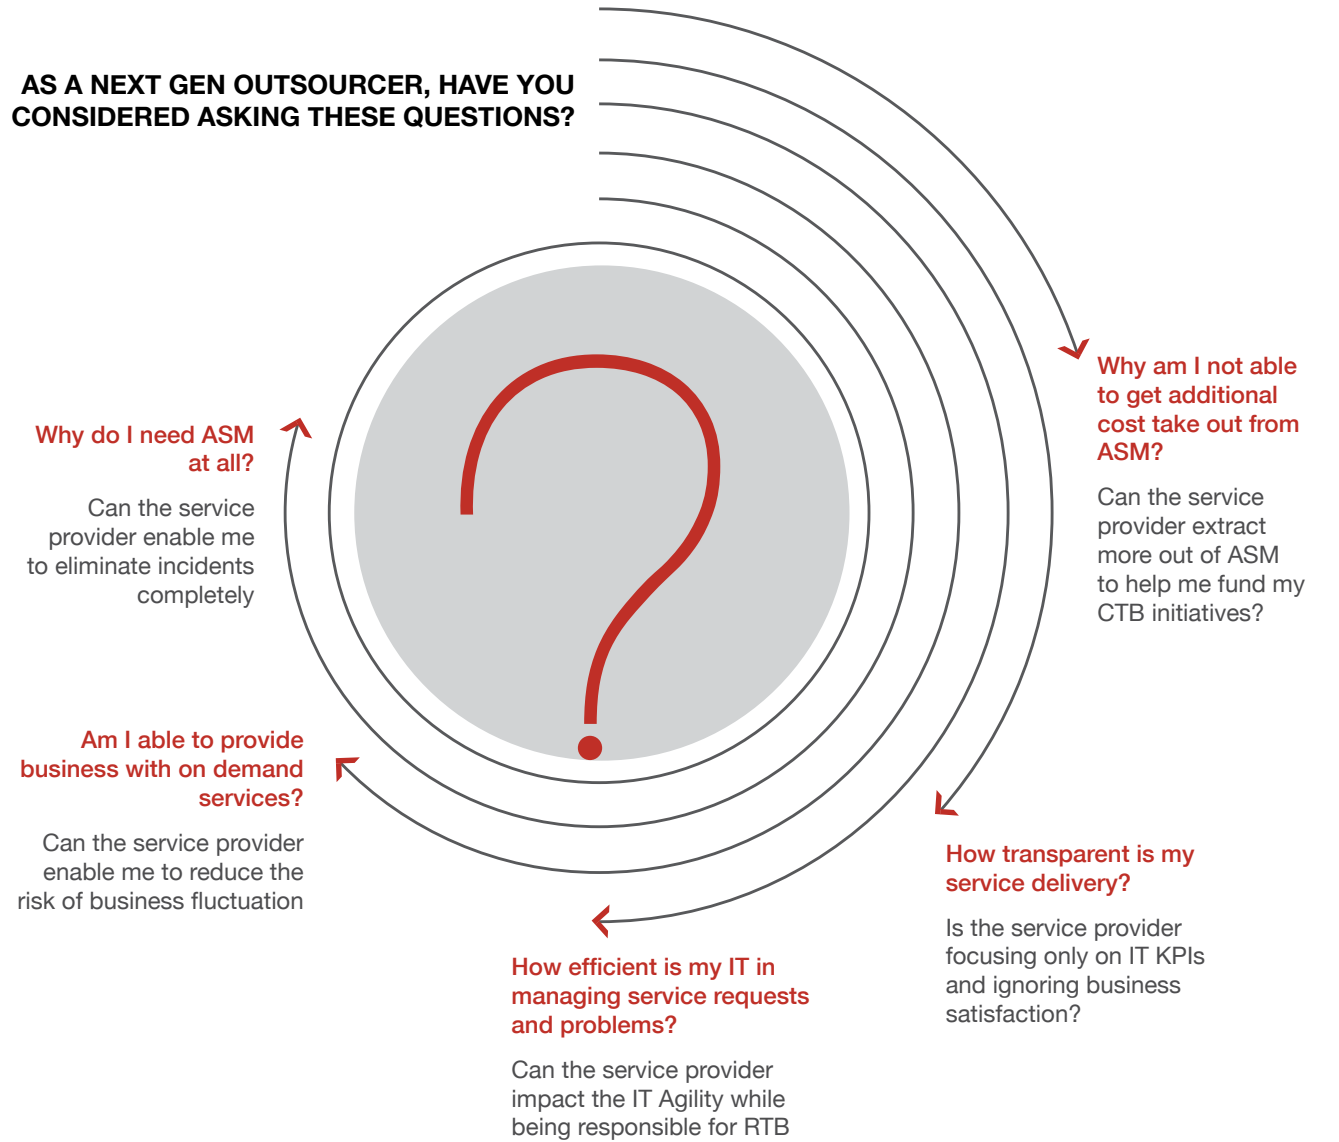 AS A NEXT GEN OUTSOURCER, HAVE YOU
CONSIDERED ASKING THESE QUESTIONS?
Why am I not able
to get additional
cost take out from
ASM?
Can the service
provider extract
more out of ASM
to help me fund my
CTB initiatives?
How transparent is my
service delivery?
Is the service provider
focusing only on IT KPIs
and ignoring business
satisfaction?
How efficient is my IT in
managing service requests
and problems?
Can the service provider
impact the IT Agility while
being responsible for RTB
Am I able to provide
business with on demand
services?
Can the service provider
enable me to reduce the
risk of business fluctuation
Why do I need ASM
at all?
Can the service
provider enable me
to eliminate incidents
completely